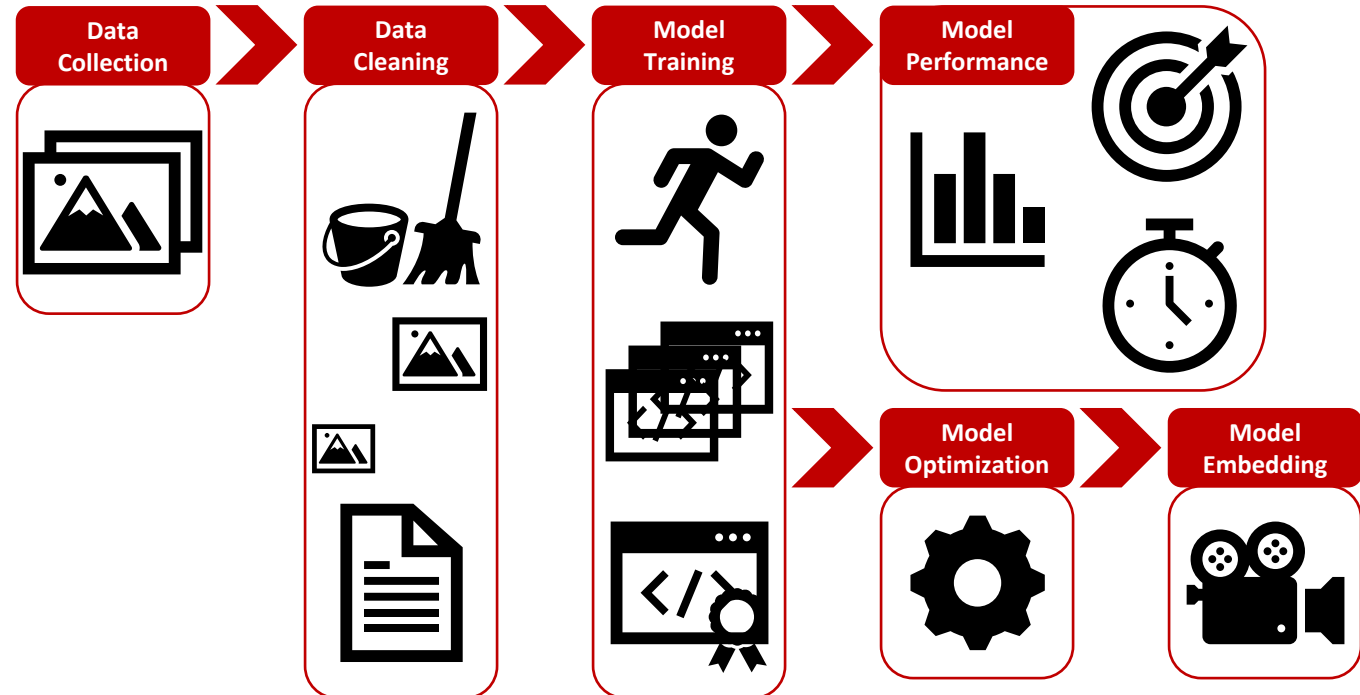 Data
Collection
Data
Cleaning
Model
Training
Model
Performance
Model
Optimization
Model
Embedding